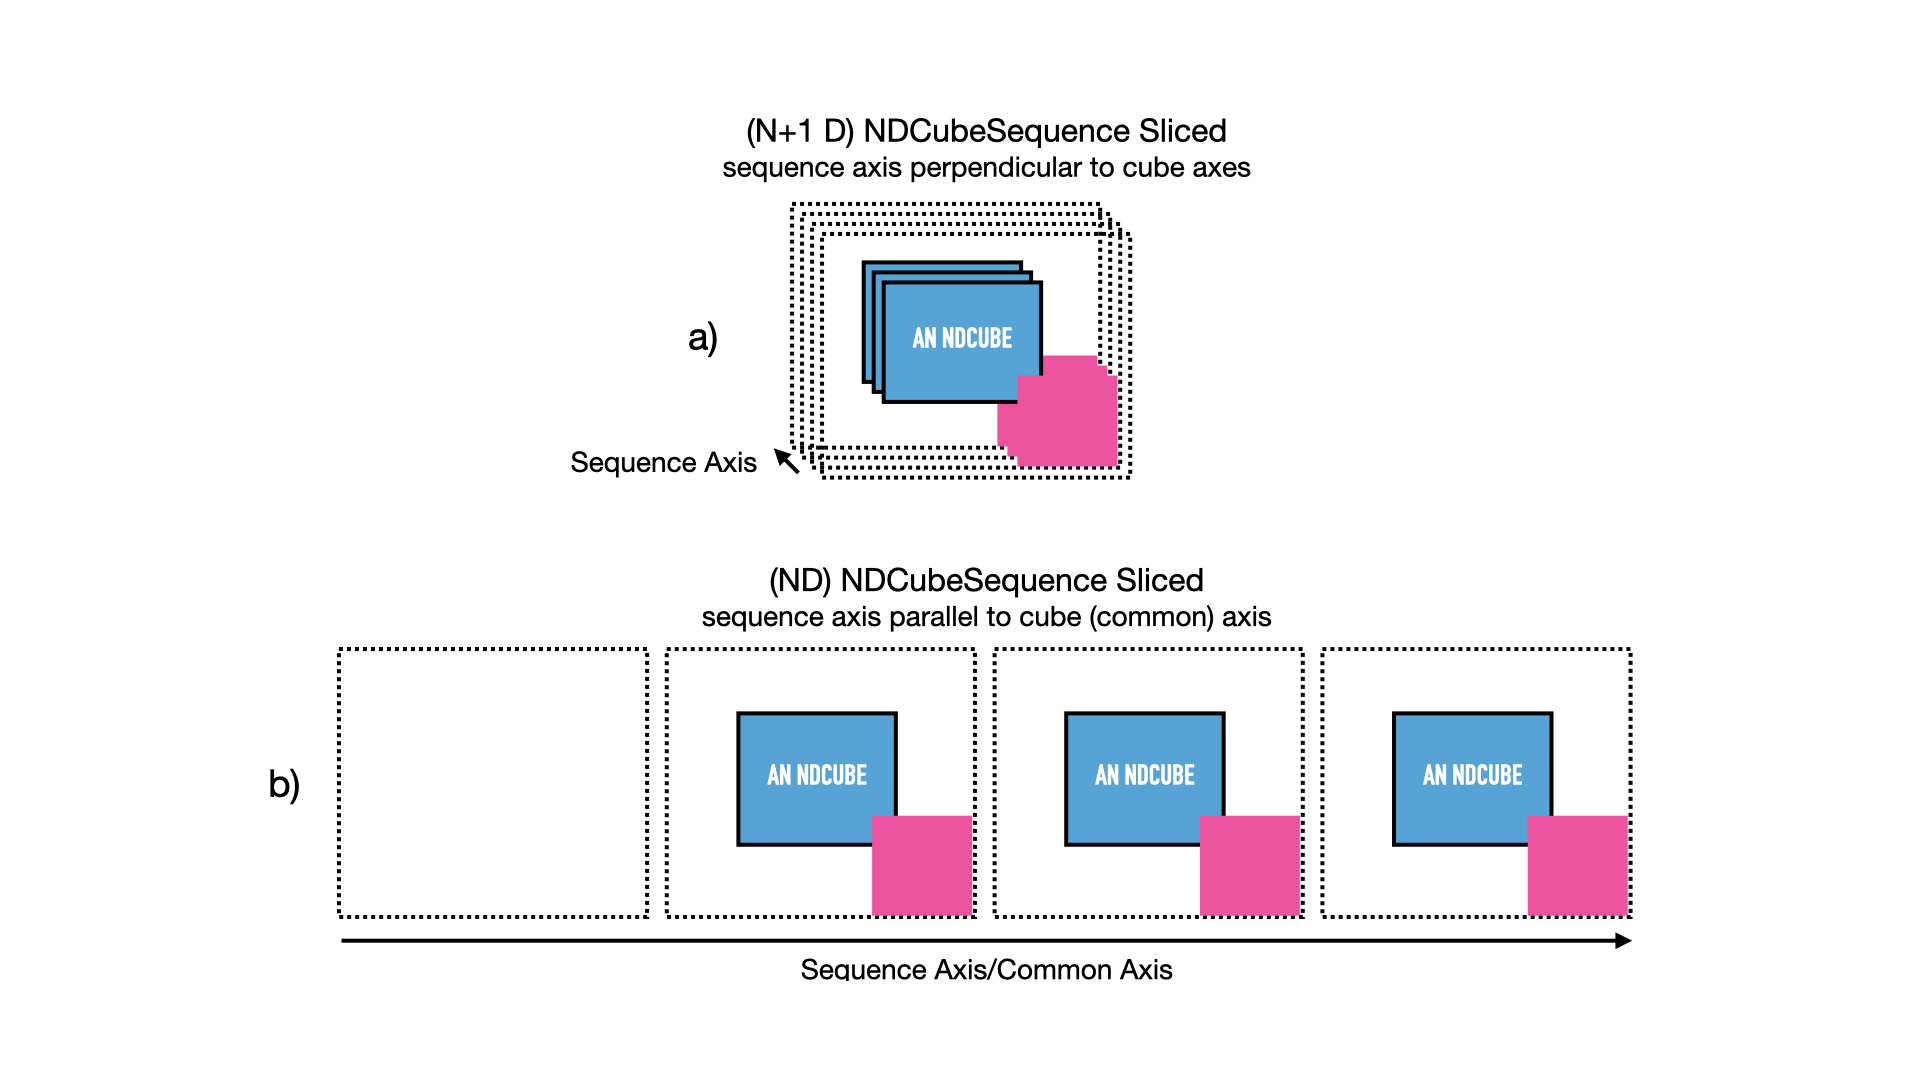 (N+1 D) NDCubeSequence Sliced
sequence axis perpendicular to cube axes
a)
AN NDCUBE
Sequence Axis
(ND) NDCubeSequence Sliced
sequence axis parallel to cube (common) axis
b)
AN NDCUBE
AN NDCUBE
AN NDCUBE
Sequence Axis/Common Axis